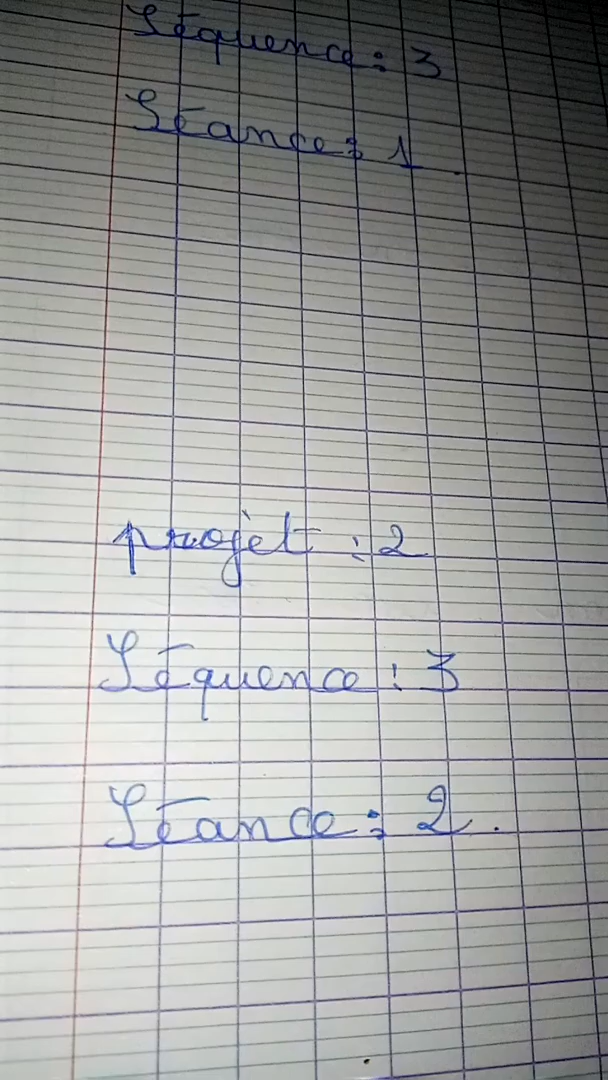 Séquence : 3
Séance : 1.
projet : 2
Séquence : 3
Séance : 2.